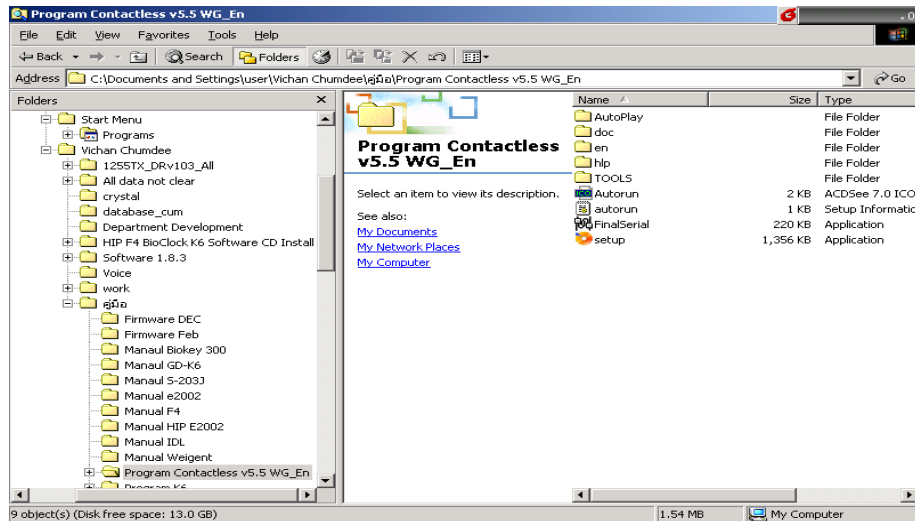 Program Contactless v5.5 WG_En
File Edit View Favorites Tools Help
Back Search Folders
Address C:\Documents and Settings\user\Vichan Chumdee\คู่มือ\Program Contactless v5.5 WG_En Go
Folders
Start Menu
Programs
Vichan Chumdee
1255TX_DRv103_All
All data not clear
crystal
database_cum
Department Development
HIP F4 BioClock K6 Software CD Install
Software 1.8.3
Voice
work
คู่มือ
Firmware DEC
Firmware Feb
Manaul Biokey 300
Manaul GD-K6
Manaul S-203J
Manual e2002
Manual F4
Manual HIP E2002
Manual IDL
Manual Weigent
Program Contactless v5.5 WG_En
Program K6
Program Contactless
v5.5 WG_En
Select an item to view its description.
See also:
My Documents
My Network Places
My Computer
Name Size Type
AutoPlay File Folder
doc File Folder
en File Folder
hlp File Folder
TOOLS File Folder
Autorun 2 KB ACDSee 7.0 ICO
autorun 1 KB Setup Informatic
FinalSerial 220 KB Application
setup 1,356 KB Application
9 object(s) (Disk free space: 13.0 GB) 1.54 MB My Computer